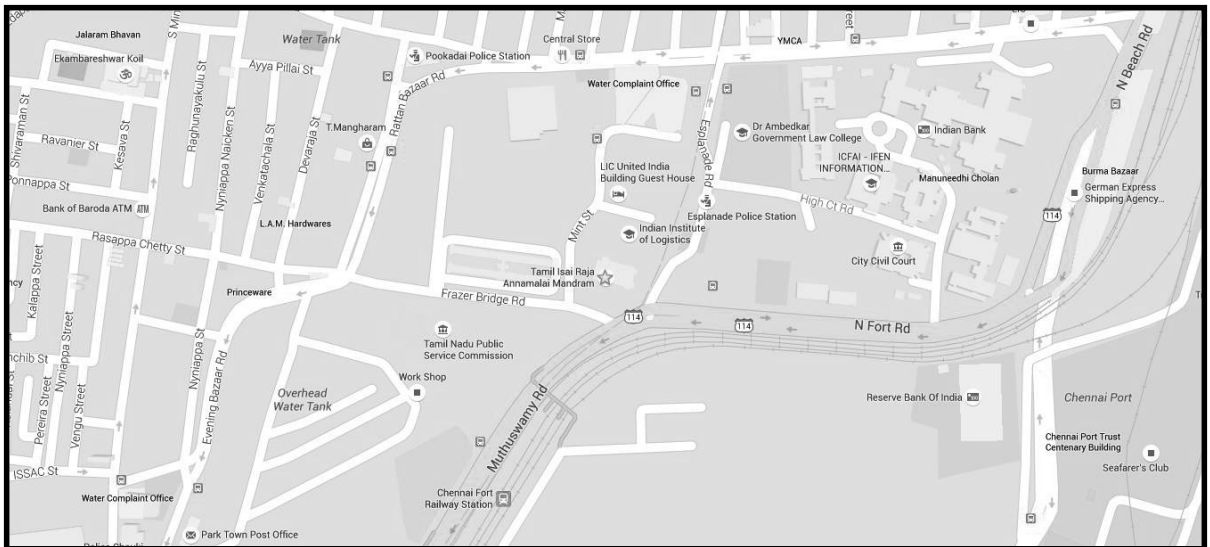 Jalaram Bhavan
Ekambareshwar Koil
S Mint
Water Tank
Ayya Pillai St
Pookadai Police Station
Central Store
YMCA
Water Complaint Office
N Beach Rd
Shivaraman St
Ravanier St
Kesava St
Raghunayakulu St
Nyniappa Naicken St
Venkatachala St
Devaraja St
T.Mangharam
Rattan Bazaar Rd
Esplanade Rd
Dr Ambedkar
Government Law College
Indian Bank
ICFAI - IFEN
INFORMATION...
Manuneedhi Cholan
Burma Bazaar
German Express
Shipping Agency...
114
Ponnappa St
Bank of Baroda ATM
ATM
L.A.M. Hardwares
LIC United India
Building Guest House
Mint St
Indian Institute
of Logistics
Esplanade Police Station
High Ct Rd
City Civil Court
Rasappa Chetty St
Kalappa Street
Princeware
Tamil Isai Raja
Annamalai Mandram
Frazer Bridge Rd
114
114
N Fort Rd
Tamil Nadu Public
Service Commission
Work Shop
Overhead
Water Tank
Nyniappa St
Evening Bazaar Rd
Pereira Street
Nyniappa Street
Vengu Street
ISSAC St
Muthuswamy Rd
Reserve Bank Of India
Chennai Port
Chennai Port Trust
Centenary Building
Seafarer's Club
Water Complaint Office
Chennai Fort
Railway Station
Park Town Post Office